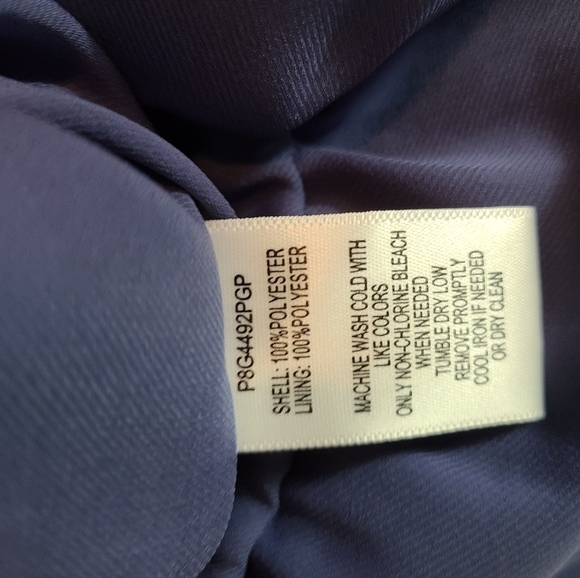 P8G4492PGP
SHELL: 100%POLYESTER
LINING: 100%POLYESTER
MACHINE WASH COLD WITH
LIKE COLORS
ONLY NON-CHLORINE BLEACH
WHEN NEEDED
TUMBLE DRY LOW
REMOVE PROMPTLY
COOL IRON IF NEEDED
OR DRY CLEAN